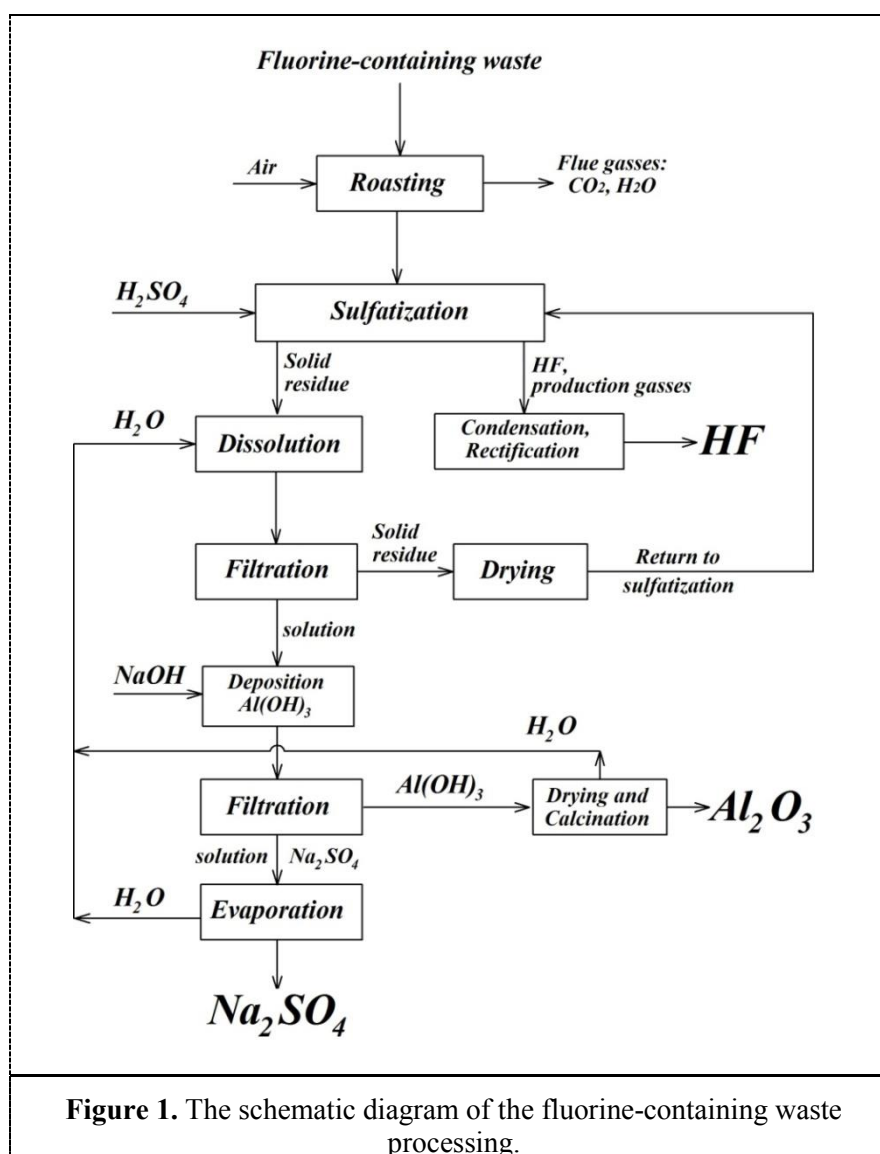 Fluorine-containing waste
Air
Roasting
Flue gasses:
CO₂, H₂O
H₂SO₄
Sulfatization
Solid
residue
HF,
production gasses
H₂O
Dissolution
Condensation,
Rectification
HF
Filtration
Solid
residue
Drying
Return to
sulfatization
solution
NaOH
Deposition
Al(OH)₃
H₂O
Filtration
Al(OH)₃
Drying and
Calcination
Al₂O₃
solution
Na₂SO₄
H₂O
Evaporation
Na₂SO₄
Figure 1. The schematic diagram of the fluorine-containing waste
processing.